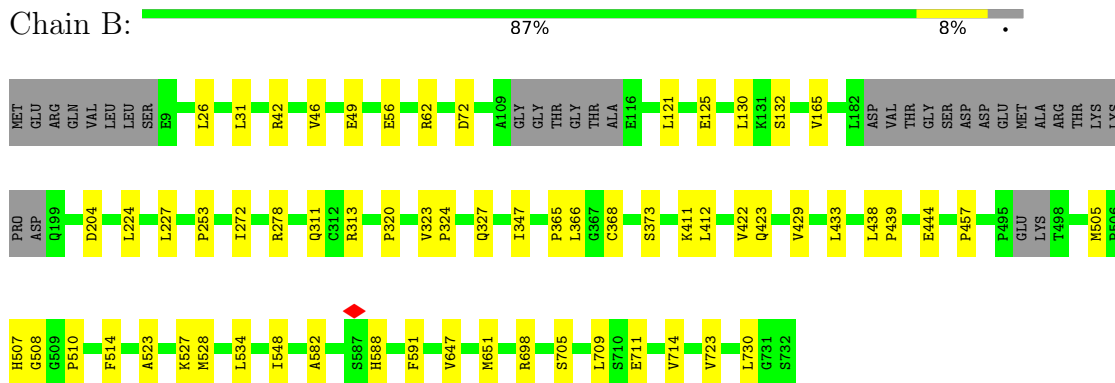 Chain B:
87% 8% •
MET GLU ARG GLN VAL LEU LEU SER E9 L26 L31 R42 V46 E49 E56 R62 D72 A109 GLY GLY THR GLY THR ALA E116 L121 E125 L130 K131 S132 V165 L182 ASP VAL THR GLY SER ASP ASP GLU MET ALA ARG THR LYS LYS
PRO ASP Q199 D204 L224 L227 P253 I272 R278 Q311 C312 R313 P320 V323 P324 Q327 I347 P365 L366 G367 C368 S373 K411 L412 V422 Q423 V429 L433 L438 P439 E444 P457 P495 GLU LYS T498 M505
H507 G508 G509 P510 F514 A523 K527 M528 L534 I548 A582 S587 H588 F591 V647 M651 R698 S705 L709 S710 E711 V714 V723 L730 G731 S732